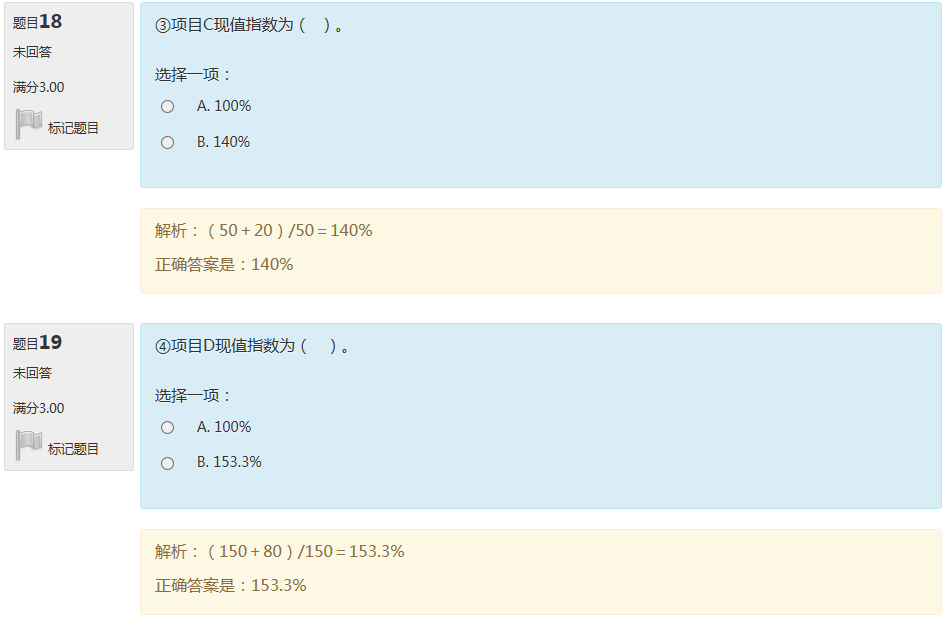 题目18
未回答
满分3.00
标记题目
③项目C现值指数为（ ）。
选择一项：
A. 100%
B. 140%
解析：（50＋20）/50＝140%
正确答案是：140%
题目19
未回答
满分3.00
标记题目
④项目D现值指数为（ ）。
选择一项：
A. 100%
B. 153.3%
解析：（150＋80）/150＝153.3%
正确答案是：153.3%